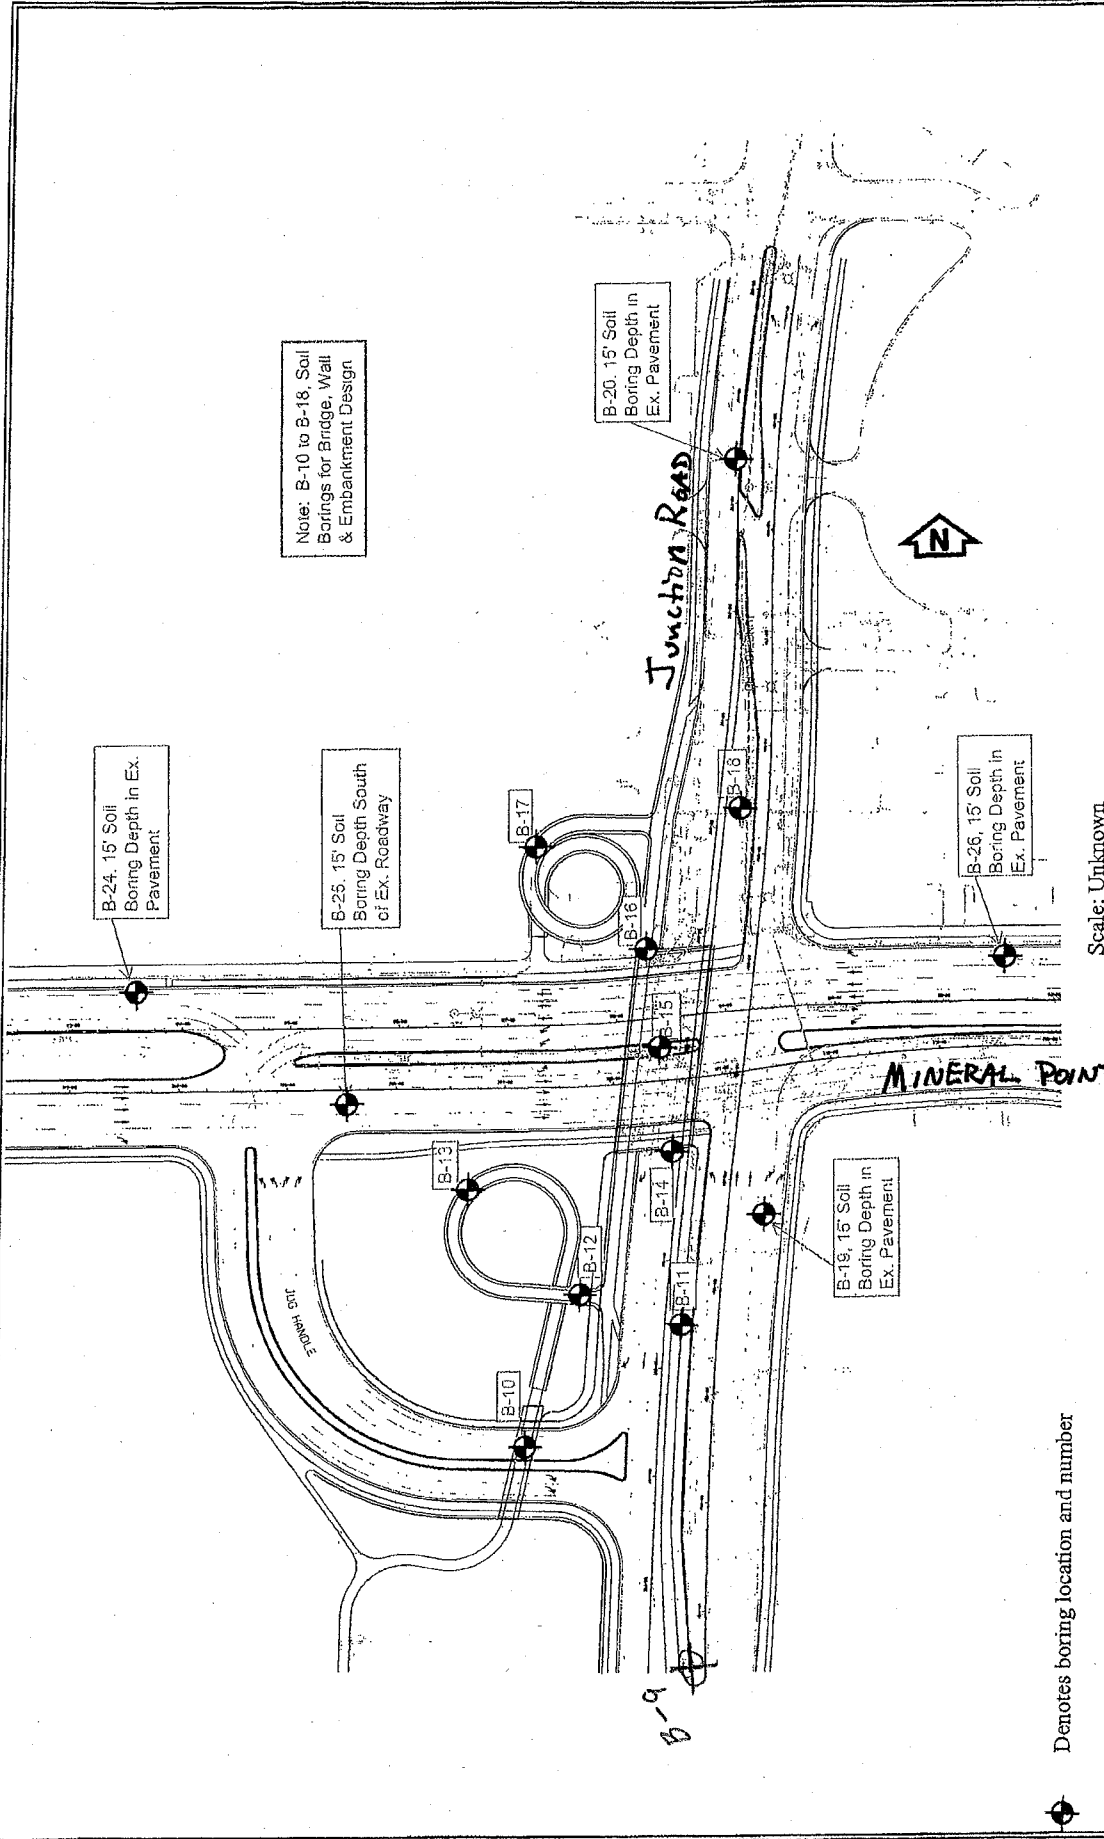 Note: B-10 to B-18, Soil
Borings for Bridge, Wall
& Embankment Design
B-24, 15' Soil
Boring Depth in Ex.
Pavement
B-25, 15' Soil
Boring Depth South
of Ex. Roadway
B-20, 15' Soil
Boring Depth in
Ex. Pavement
Junction ROAD
B-17
B-16
B-18
B-15
B-13
B-14
B-12
B-11
B-10
JUG HANDLE
N
MINERAL POINT
B-26, 15' Soil
Boring Depth in
Ex. Pavement
B-19, 15' Soil
Boring Depth in
Ex. Pavement
B-9
Denotes boring location and number
Scale: Unknown